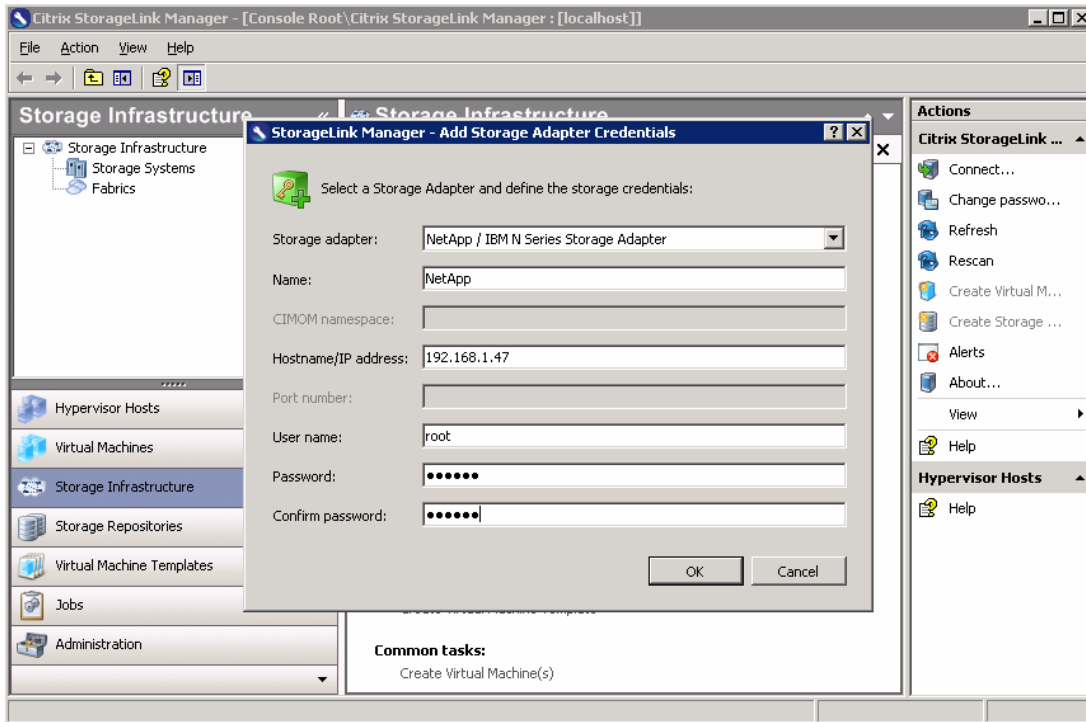 Citrix StorageLink Manager - [Console Root\Citrix StorageLink Manager : [localhost]]
File Action View Help
Storage Infrastructure
Storage Infrastructure
Storage Systems
Fabrics
Hypervisor Hosts
Virtual Machines
Storage Infrastructure
Storage Repositories
Virtual Machine Templates
Jobs
Administration
Storage Infrastructure
StorageLink Manager - Add Storage Adapter Credentials
Select a Storage Adapter and define the storage credentials:
Storage adapter: NetApp / IBM N Series Storage Adapter
Name: NetApp
CIMOM namespace:
Hostname/IP address: 192.168.1.47
Port number:
User name: root
Password: ●●●●●●
Confirm password: ●●●●●●
OK Cancel
Common tasks:
Create Virtual Machine(s)
Actions
Citrix StorageLink ...
Connect...
Change passwo...
Refresh
Rescan
Create Virtual M...
Create Storage ...
Alerts
About...
View
Help
Hypervisor Hosts
Help